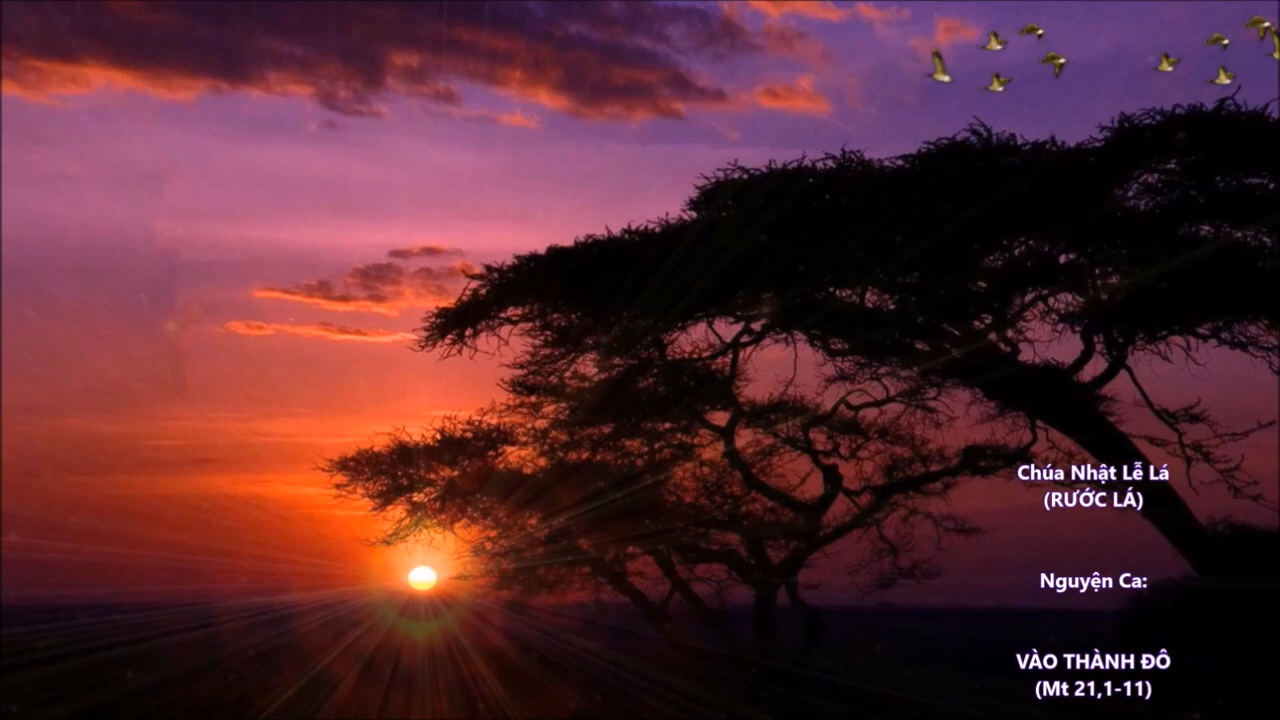 Chúa Nhật Lễ Lá
(RƯỚC LÁ)
Nguyện Ca:
VÀO THÀNH ĐÔ
(Mt 21,1-11)